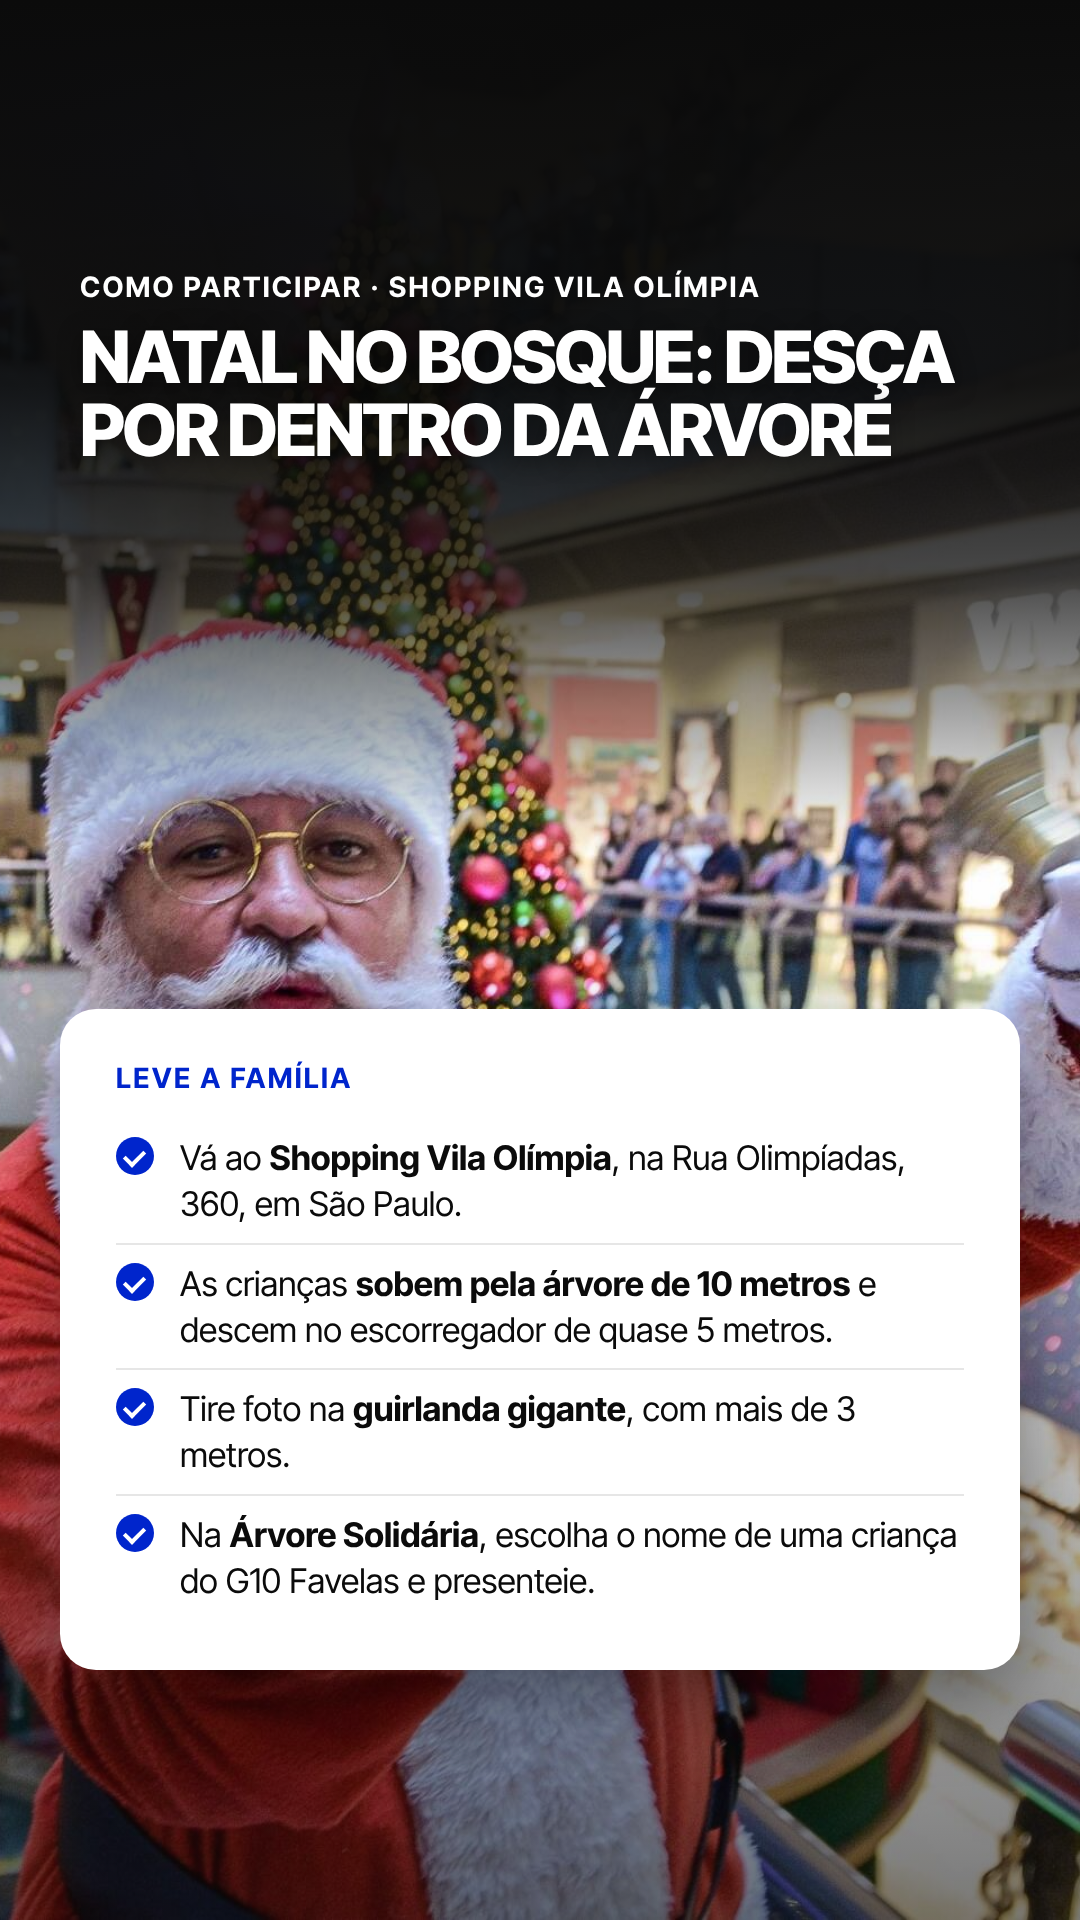 COMO PARTICIPAR · SHOPPING VILA OLÍMPIA
NATAL NO BOSQUE: DESÇA
POR DENTRO DA ÁRVORE
LEVE A FAMÍLIA
Vá ao Shopping Vila Olímpia, na Rua Olimpíadas,
360, em São Paulo.
As crianças sobem pela árvore de 10 metros e
descem no escorregador de quase 5 metros.
Tire foto na guirlanda gigante, com mais de 3
metros.
Na Árvore Solidária, escolha o nome de uma criança
do G10 Favelas e presenteie.